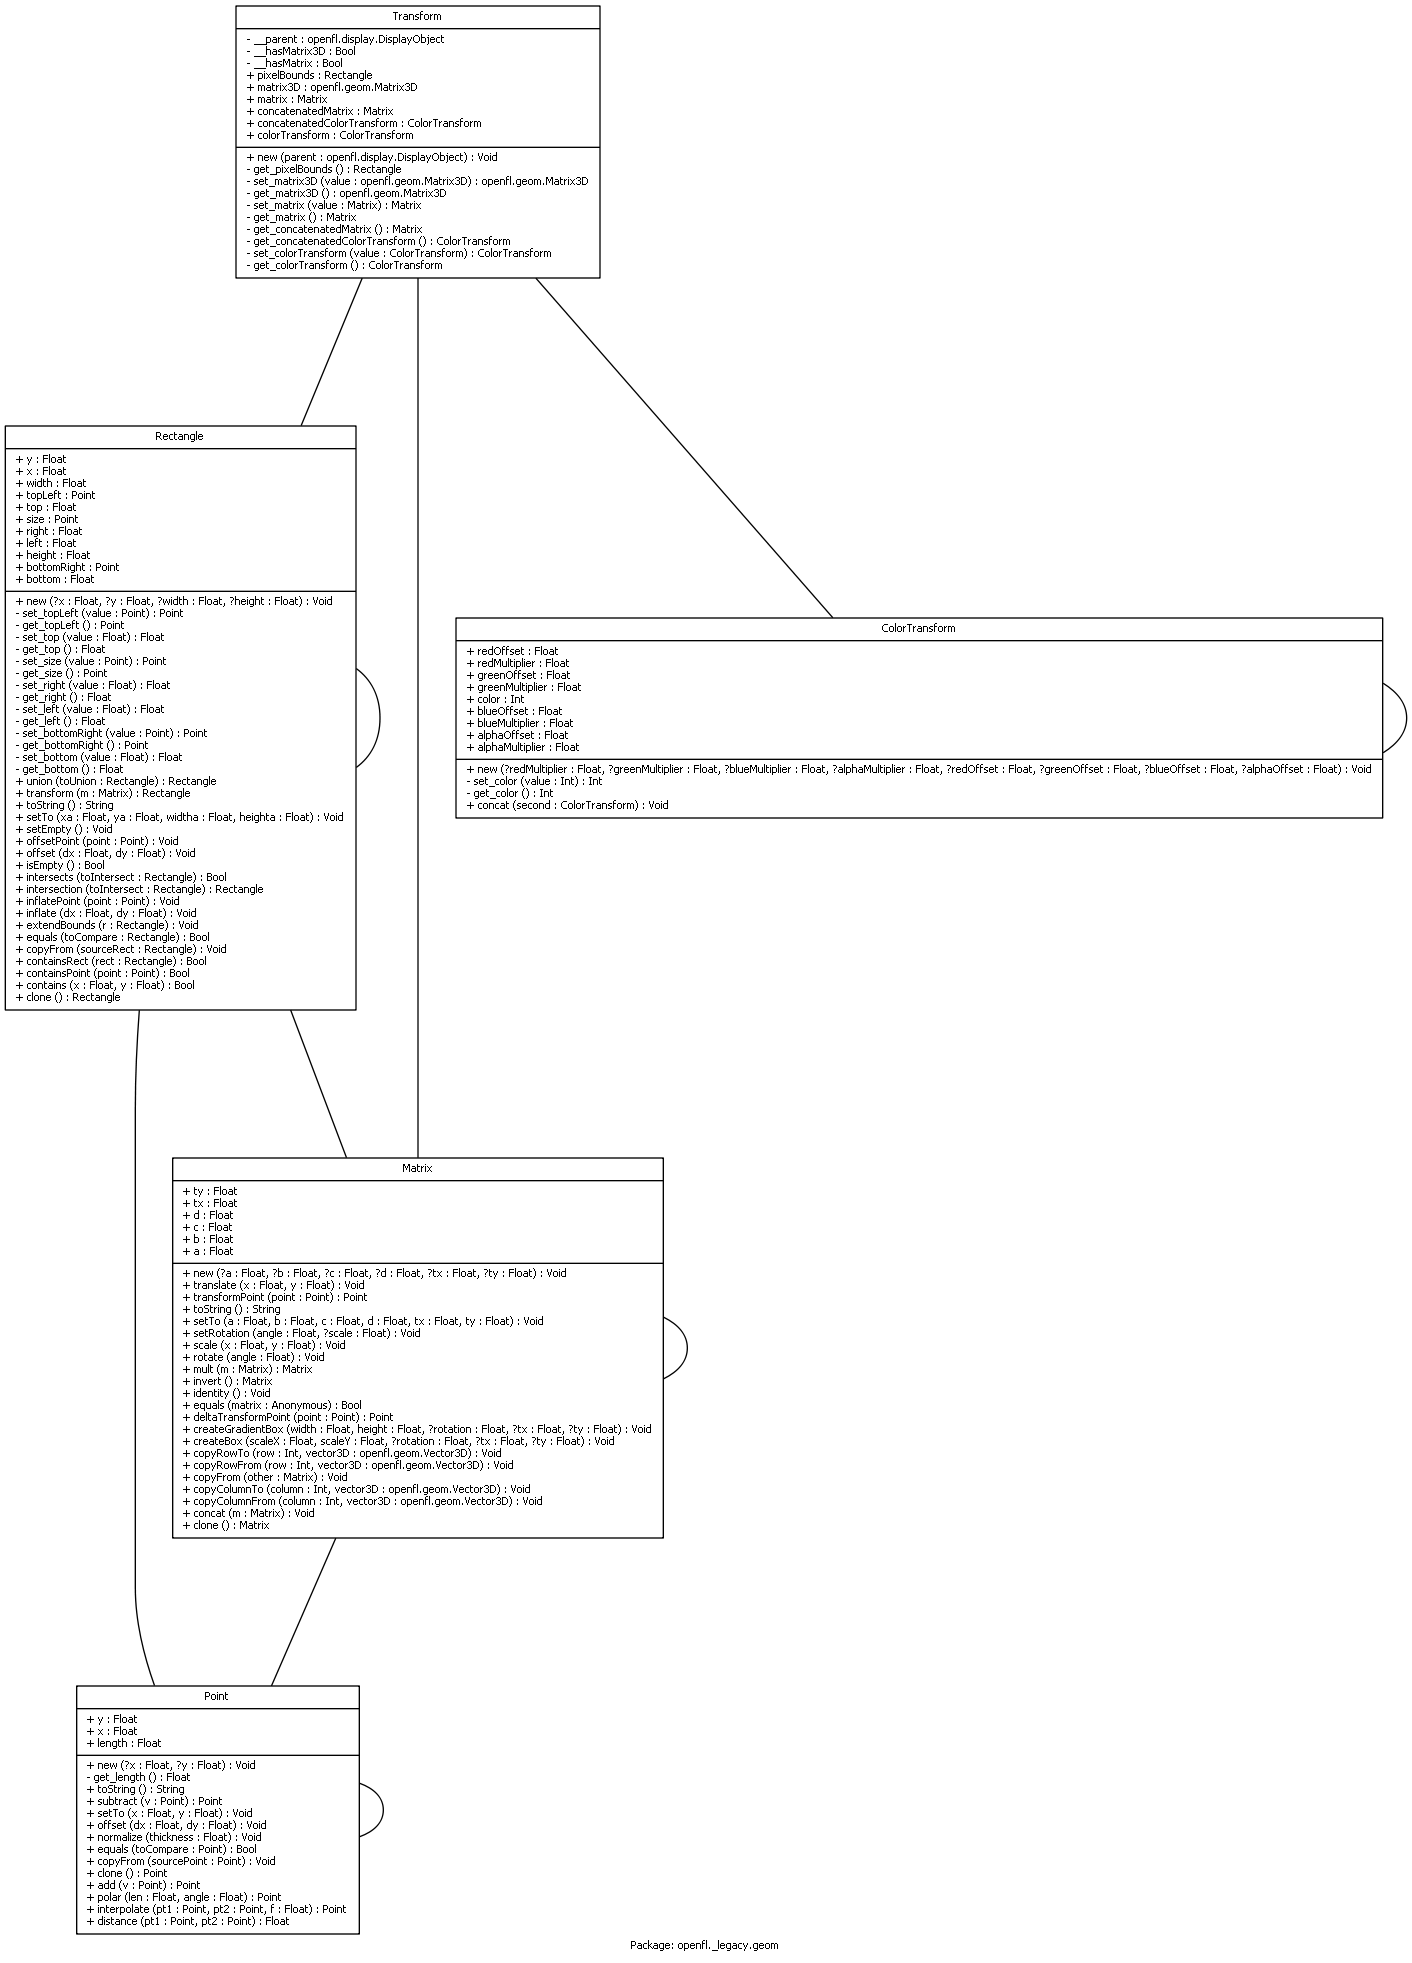 Transform
- __parent : openfl.display.DisplayObject
- __hasMatrix3D : Bool
- __hasMatrix : Bool
+ pixelBounds : Rectangle
+ matrix3D : openfl.geom.Matrix3D
+ matrix : Matrix
+ concatenatedMatrix : Matrix
+ concatenatedColorTransform : ColorTransform
+ colorTransform : ColorTransform
+ new (parent : openfl.display.DisplayObject) : Void
- get_pixelBounds () : Rectangle
- set_matrix3D (value : openfl.geom.Matrix3D) : openfl.geom.Matrix3D
- get_matrix3D () : openfl.geom.Matrix3D
- set_matrix (value : Matrix) : Matrix
- get_matrix () : Matrix
- get_concatenatedMatrix () : Matrix
- get_concatenatedColorTransform () : ColorTransform
- set_colorTransform (value : ColorTransform) : ColorTransform
- get_colorTransform () : ColorTransform
Rectangle
+ y : Float
+ x : Float
+ width : Float
+ topLeft : Point
+ top : Float
+ size : Point
+ right : Float
+ left : Float
+ height : Float
+ bottomRight : Point
+ bottom : Float
+ new (?x : Float, ?y : Float, ?width : Float, ?height : Float) : Void
- set_topLeft (value : Point) : Point
- get_topLeft () : Point
- set_top (value : Float) : Float
- get_top () : Float
- set_size (value : Point) : Point
- get_size () : Point
- set_right (value : Float) : Float
- get_right () : Float
- set_left (value : Float) : Float
- get_left () : Float
- set_bottomRight (value : Point) : Point
- get_bottomRight () : Point
- set_bottom (value : Float) : Float
- get_bottom () : Float
+ union (toUnion : Rectangle) : Rectangle
+ transform (m : Matrix) : Rectangle
+ toString () : String
+ setTo (xa : Float, ya : Float, widtha : Float, heighta : Float) : Void
+ setEmpty () : Void
+ offsetPoint (point : Point) : Void
+ offset (dx : Float, dy : Float) : Void
+ isEmpty () : Bool
+ intersects (toIntersect : Rectangle) : Bool
+ intersection (toIntersect : Rectangle) : Rectangle
+ inflatePoint (point : Point) : Void
+ inflate (dx : Float, dy : Float) : Void
+ extendBounds (r : Rectangle) : Void
+ equals (toCompare : Rectangle) : Bool
+ copyFrom (sourceRect : Rectangle) : Void
+ containsRect (rect : Rectangle) : Bool
+ containsPoint (point : Point) : Bool
+ contains (x : Float, y : Float) : Bool
+ clone () : Rectangle
ColorTransform
+ redOffset : Float
+ redMultiplier : Float
+ greenOffset : Float
+ greenMultiplier : Float
+ color : Int
+ blueOffset : Float
+ blueMultiplier : Float
+ alphaOffset : Float
+ alphaMultiplier : Float
+ new (?redMultiplier : Float, ?greenMultiplier : Float, ?blueMultiplier : Float, ?alphaMultiplier : Float, ?redOffset : Float, ?greenOffset : Float, ?blueOffset : Float, ?alphaOffset : Float) : Void
- set_color (value : Int) : Int
- get_color () : Int
+ concat (second : ColorTransform) : Void
Matrix
+ ty : Float
+ tx : Float
+ d : Float
+ c : Float
+ b : Float
+ a : Float
+ new (?a : Float, ?b : Float, ?c : Float, ?d : Float, ?tx : Float, ?ty : Float) : Void
+ translate (x : Float, y : Float) : Void
+ transformPoint (point : Point) : Point
+ toString () : String
+ setTo (a : Float, b : Float, c : Float, d : Float, tx : Float, ty : Float) : Void
+ setRotation (angle : Float, ?scale : Float) : Void
+ scale (x : Float, y : Float) : Void
+ rotate (angle : Float) : Void
+ mult (m : Matrix) : Matrix
+ invert () : Matrix
+ identity () : Void
+ equals (matrix : Anonymous) : Bool
+ deltaTransformPoint (point : Point) : Point
+ createGradientBox (width : Float, height : Float, ?rotation : Float, ?tx : Float, ?ty : Float) : Void
+ createBox (scaleX : Float, scaleY : Float, ?rotation : Float, ?tx : Float, ?ty : Float) : Void
+ copyRowTo (row : Int, vector3D : openfl.geom.Vector3D) : Void
+ copyRowFrom (row : Int, vector3D : openfl.geom.Vector3D) : Void
+ copyFrom (other : Matrix) : Void
+ copyColumnTo (column : Int, vector3D : openfl.geom.Vector3D) : Void
+ copyColumnFrom (column : Int, vector3D : openfl.geom.Vector3D) : Void
+ concat (m : Matrix) : Void
+ clone () : Matrix
Point
+ y : Float
+ x : Float
+ length : Float
+ new (?x : Float, ?y : Float) : Void
- get_length () : Float
+ toString () : String
+ subtract (v : Point) : Point
+ setTo (x : Float, y : Float) : Void
+ offset (dx : Float, dy : Float) : Void
+ normalize (thickness : Float) : Void
+ equals (toCompare : Point) : Bool
+ copyFrom (sourcePoint : Point) : Void
+ clone () : Point
+ add (v : Point) : Point
+ polar (len : Float, angle : Float) : Point
+ interpolate (pt1 : Point, pt2 : Point, f : Float) : Point
+ distance (pt1 : Point, pt2 : Point) : Float
Package: openfl._legacy.geom